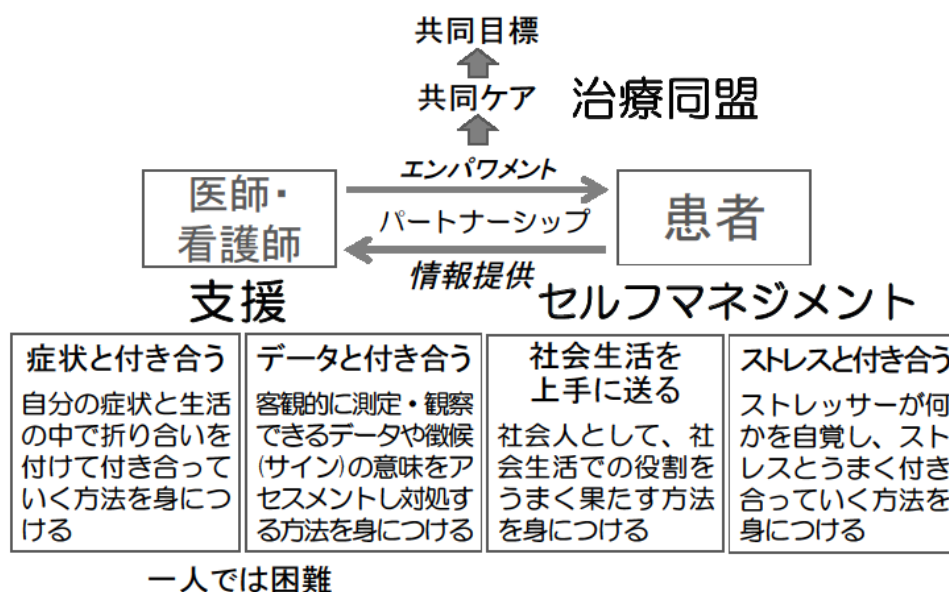 共同目標
共同ケア
治療同盟
エンパワメント
医師・
看護師
パートナーシップ
患者
情報提供
支援
セルフマネジメント
症状と付き合う
自分の症状と生活
の中で折り合いを
付けて付き合って
いく方法を身につ
ける
データと付き合う
客観的に測定・観察
できるデータや徴候
(サイン)の意味をア
セスメントし対処す
る方法を身につける
社会生活を
上手に送る
社会人として、社
会生活での役割を
うまく果たす方法
を身につける
ストレスと付き合う
ストレッサーが何
かを自覚し、スト
レスとうまく付き
合っていく方法を
身につける
一人では困難